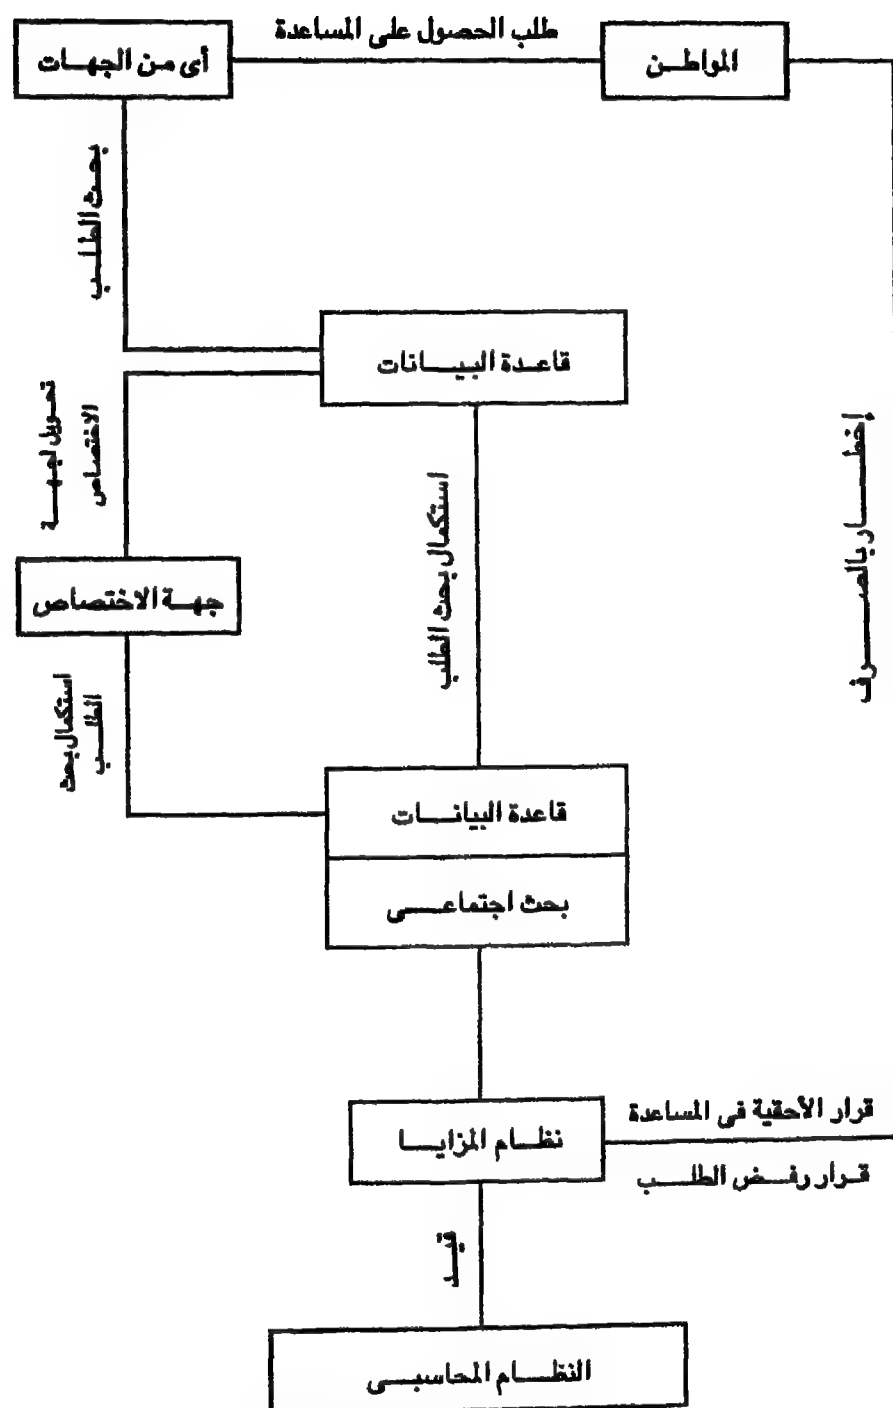 المواطن
طلب الحصول على المساعدة
أى من الجهات
بحث الطلب
قاعدة البيانات
تحويل لجهة
الاختصاص
استكمال بحث الطلب
إخطار بالصرف
جهة الاختصاص
استكمال بحث
الطلب
قاعدة البيانات
بحث اجتماعى
نظام المزايا
قرار الأحقية فى المساعدة
قرار رفض الطلب
قيد
النظام المحاسبى